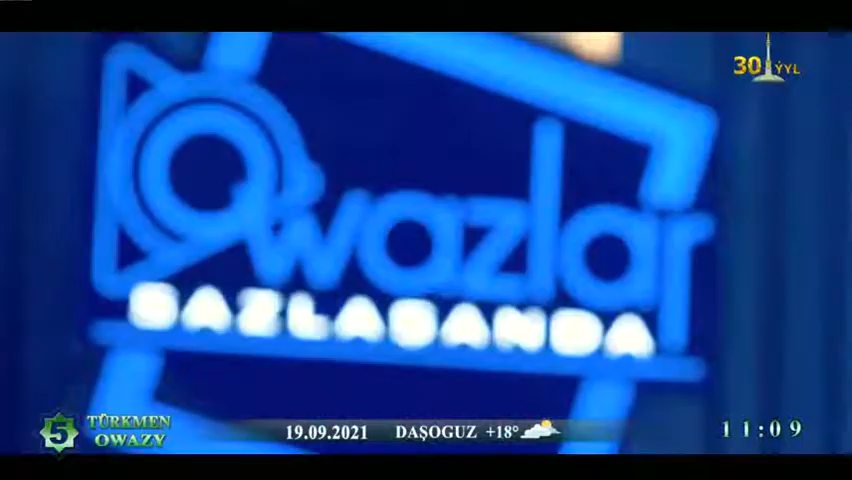 30 ÝYL
Owazlar
SAZLASANDA
5 TÜRKMEN
OWAZY
19.09.2021 DAŞOGUZ +18°
11:09